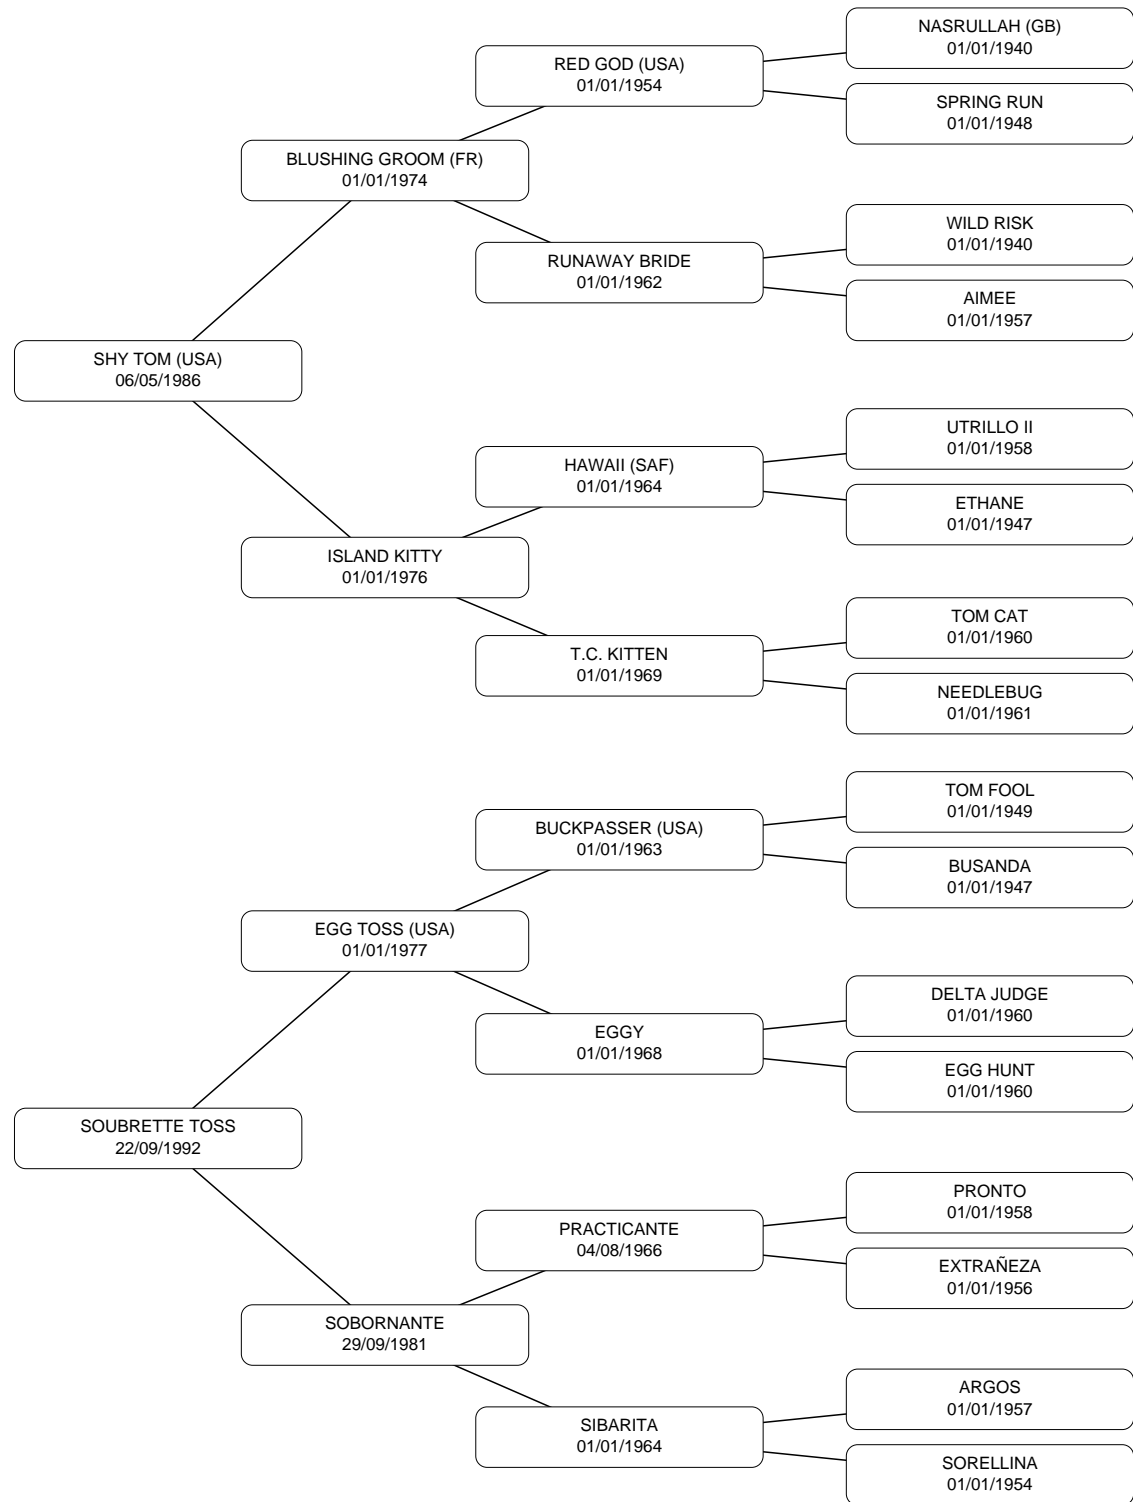 NASRULLAH (GB)
01/01/1940
RED GOD (USA)
01/01/1954
SPRING RUN
01/01/1948
BLUSHING GROOM (FR)
01/01/1974
WILD RISK
01/01/1940
RUNAWAY BRIDE
01/01/1962
AIMEE
01/01/1957
SHY TOM (USA)
06/05/1986
UTRILLO II
01/01/1958
HAWAII (SAF)
01/01/1964
ETHANE
01/01/1947
ISLAND KITTY
01/01/1976
TOM CAT
01/01/1960
T.C. KITTEN
01/01/1969
NEEDLEBUG
01/01/1961
TOM FOOL
01/01/1949
BUCKPASSER (USA)
01/01/1963
BUSANDA
01/01/1947
EGG TOSS (USA)
01/01/1977
DELTA JUDGE
01/01/1960
EGGY
01/01/1968
EGG HUNT
01/01/1960
SOUBRETTE TOSS
22/09/1992
PRONTO
01/01/1958
PRACTICANTE
04/08/1966
EXTRAÑEZA
01/01/1956
SOBORNANTE
29/09/1981
ARGOS
01/01/1957
SIBARITA
01/01/1964
SORELLINA
01/01/1954